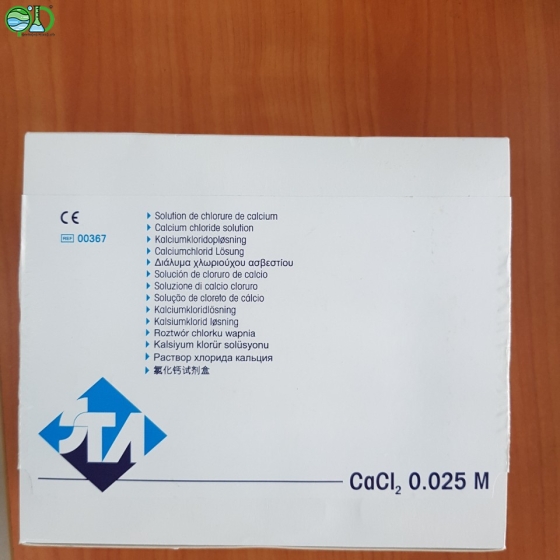 CE
REF 00367
Solution de chlorure de calcium
Calcium chloride solution
Kalciumkloridopløsning
Calciumchlorid Lösung
Διάλυμα χλωριούχου ασβεστίου
Solución de cloruro de calcio
Soluzione di calcio cloruro
Solução de cloreto de cálcio
Kalciumkloridlösning
Kalsiumklorid løsning
Roztwór chlorku wapnia
Kalsiyum klorür solüsyonu
Раствор хлорида кальция
氯化钙试剂盒
STA
CaCl₂ 0.025 M